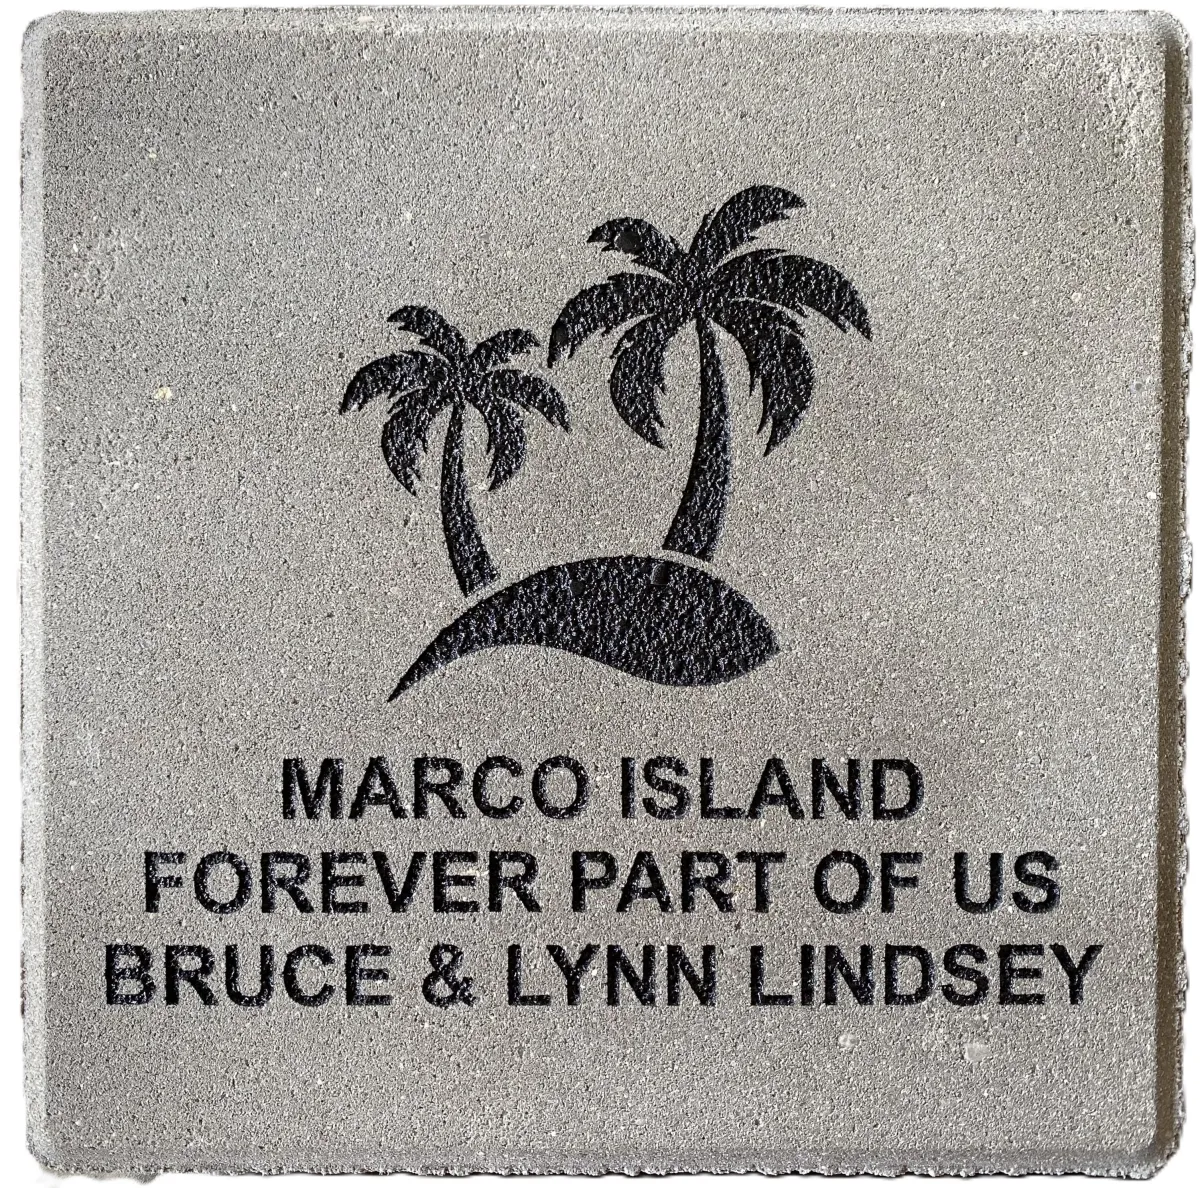 MARCO ISLAND
FOREVER PART OF US
BRUCE & LYNN LINDSEY